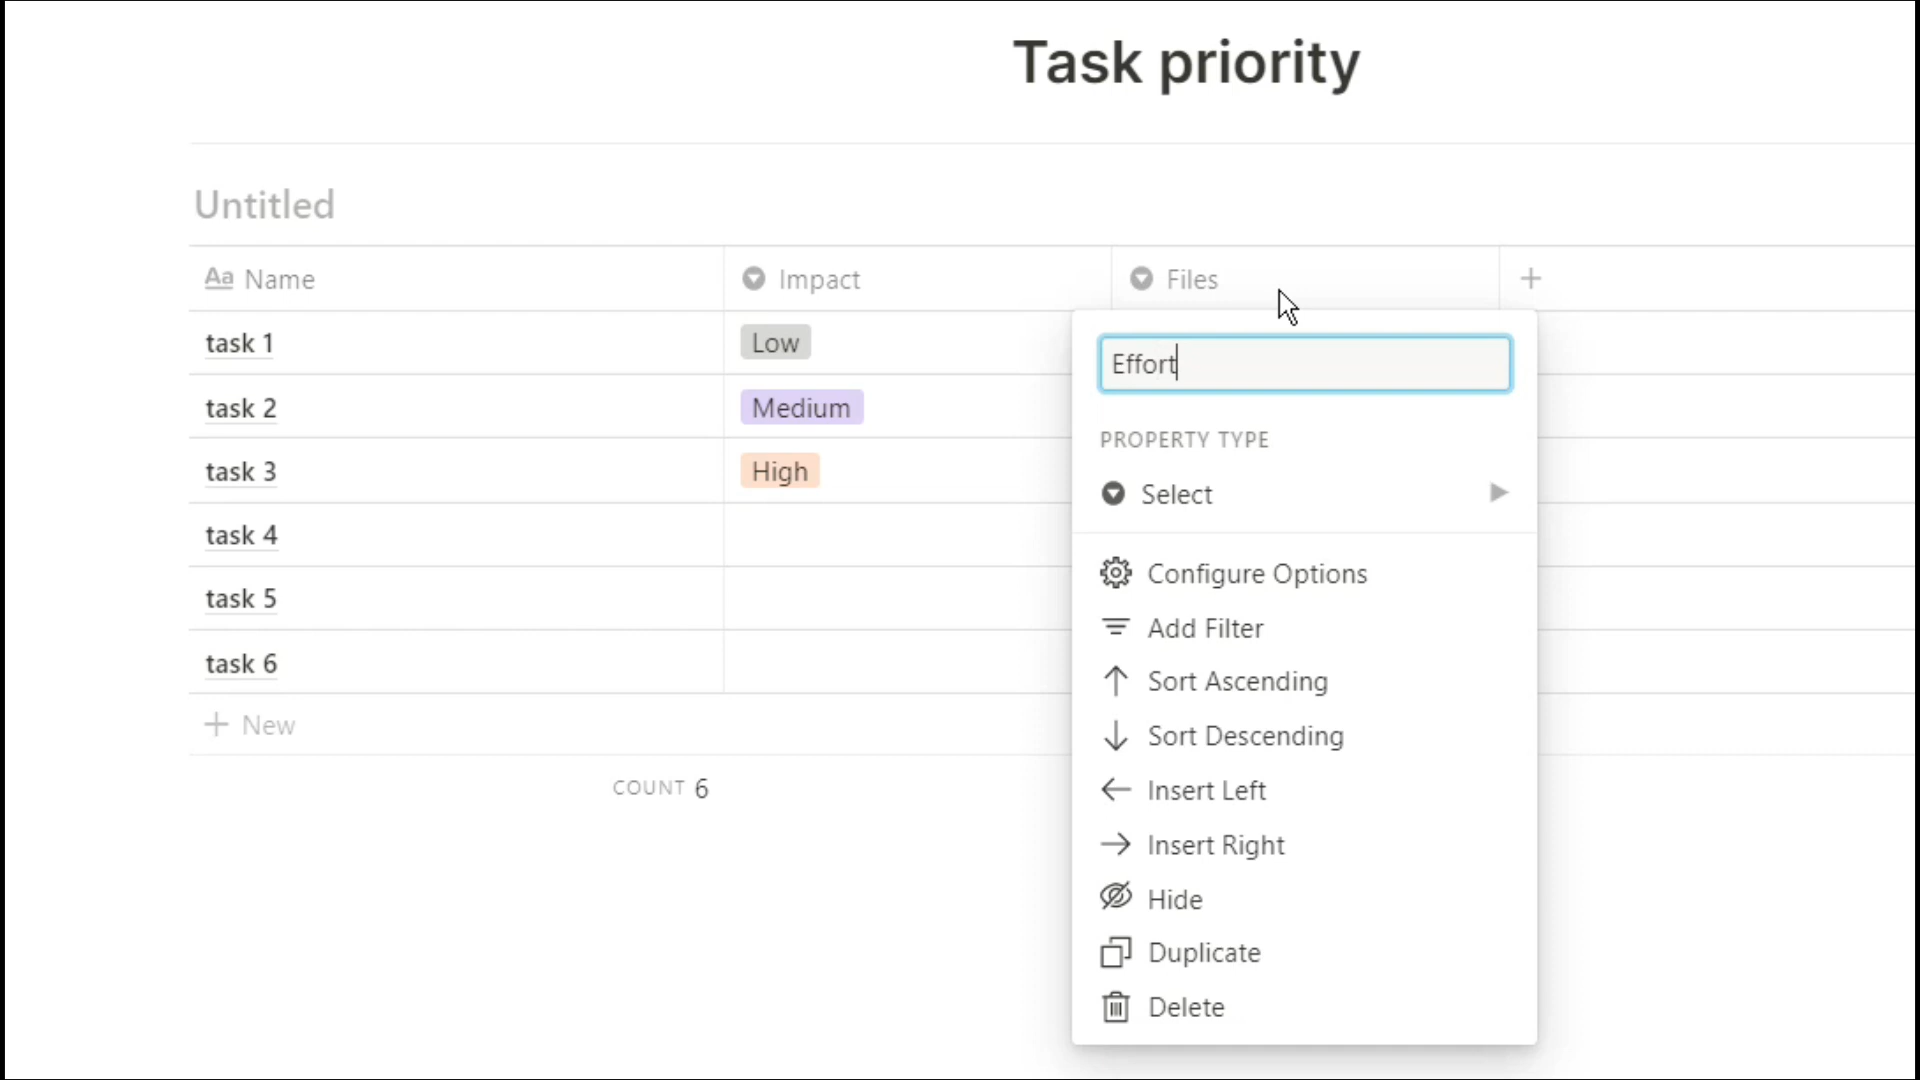 Task priority
Untitled
Aa Name Impact Files
task 1 Low
task 2 Medium
task 3 High
task 4
task 5
task 6
New
COUNT 6
Effort
PROPERTY TYPE
Select
Configure Options
Add Filter
Sort Ascending
Sort Descending
Insert Left
Insert Right
Hide
Duplicate
Delete